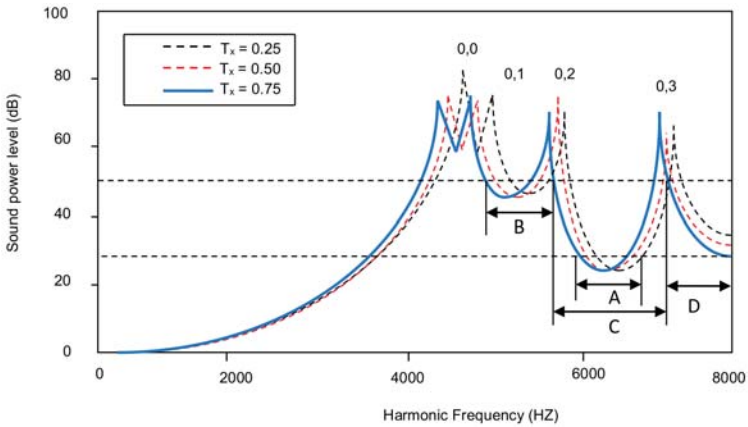 100
80
60
40
20
0
Sound power level (dB)
Tx = 0.25
Tx = 0.50
Tx = 0.75
0,0
0,1
0,2
0,3
B
A
C
D
0 2000 4000 6000 8000
Harmonic Frequency (HZ)